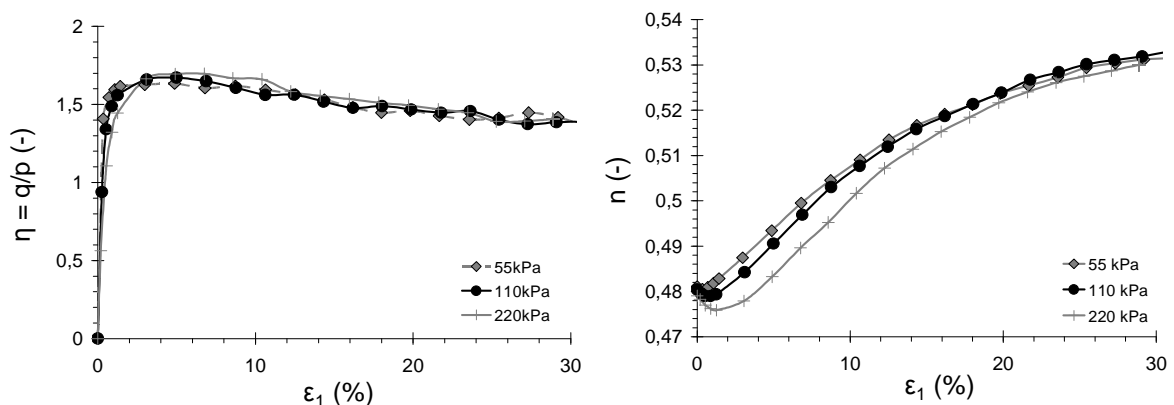 2
1,5
1
0,5
0
η = q/p (-)
0 10 20 30
ε₁ (%)
55kPa
110kPa
220kPa
0,54
0,53
0,52
0,51
0,5
0,49
0,48
0,47
n (-)
0 10 20 30
ε₁ (%)
55 kPa
110 kPa
220 kPa